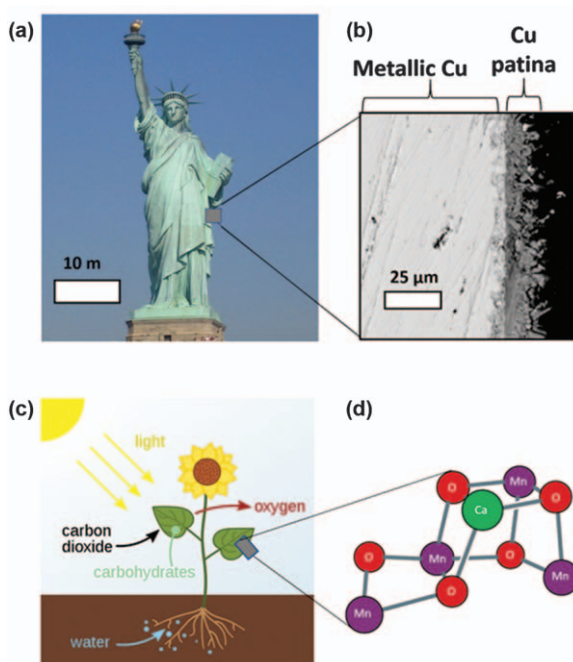 (a)
10 m
(b)
Metallic Cu
Cu
patina
25 µm
(c)
light
oxygen
carbon
dioxide
carbohydrates
water
(d)
Mn
O
O
Ca
O
Mn
O
Mn
O
Mn